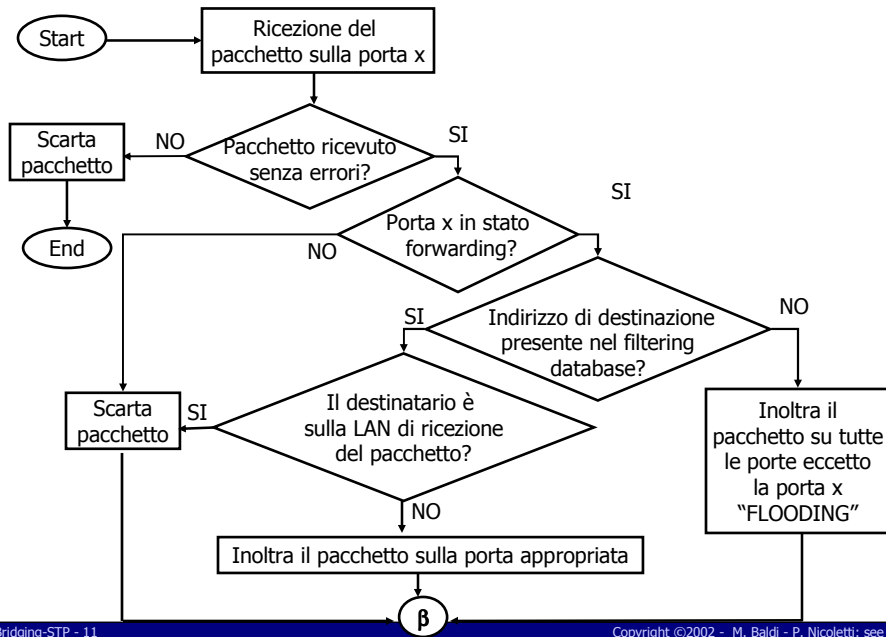 Start
Ricezione del
pacchetto sulla porta x
Scarta
pacchetto
NO
Pacchetto ricevuto
senza errori?
SI
End
Porta x in stato
forwarding?
NO
SI
Indirizzo di destinazione
presente nel filtering
database?
SI
NO
Scarta
pacchetto
SI
Il destinatario è
sulla LAN di ricezione
del pacchetto?
NO
Inoltra il
pacchetto su tutte
le porte eccetto
la porta x
“FLOODING”
Inoltra il pacchetto sulla porta appropriata
β
Bridging-STP - 11
Copyright ©2002 - M. Baldi - P. Nicoletti: see